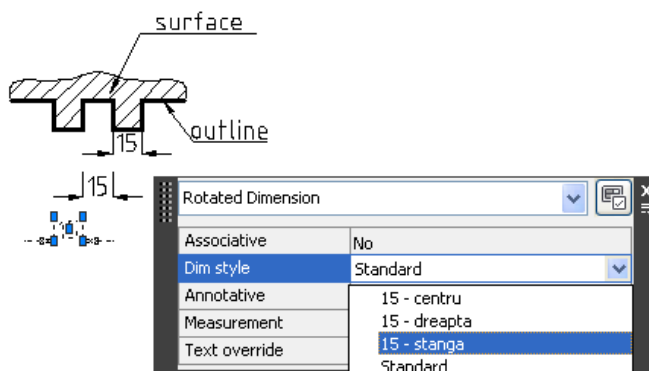 surface
outline
15
15
Rotated Dimension
Associative No
Dim style Standard
Annotative
15 - centru
Measurement
15 - dreapta
15 - stanga
Text override
Standard